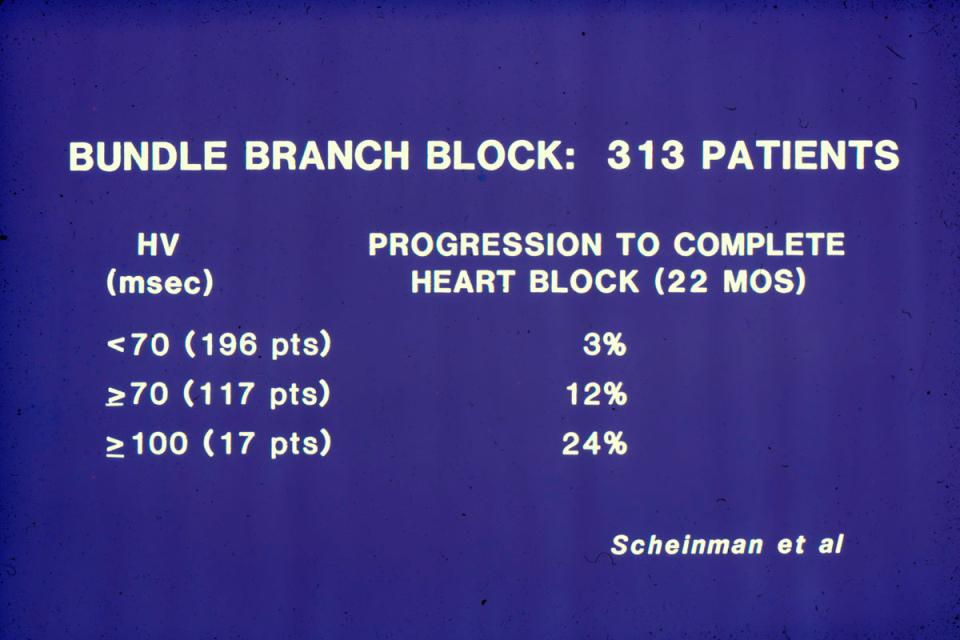 BUNDLE BRANCH BLOCK: 313 PATIENTS
HV
(msec)
PROGRESSION TO COMPLETE
HEART BLOCK (22 MOS)
<70 (196 pts) 3%
≥70 (117 pts) 12%
≥100 (17 pts) 24%
Scheinman et al